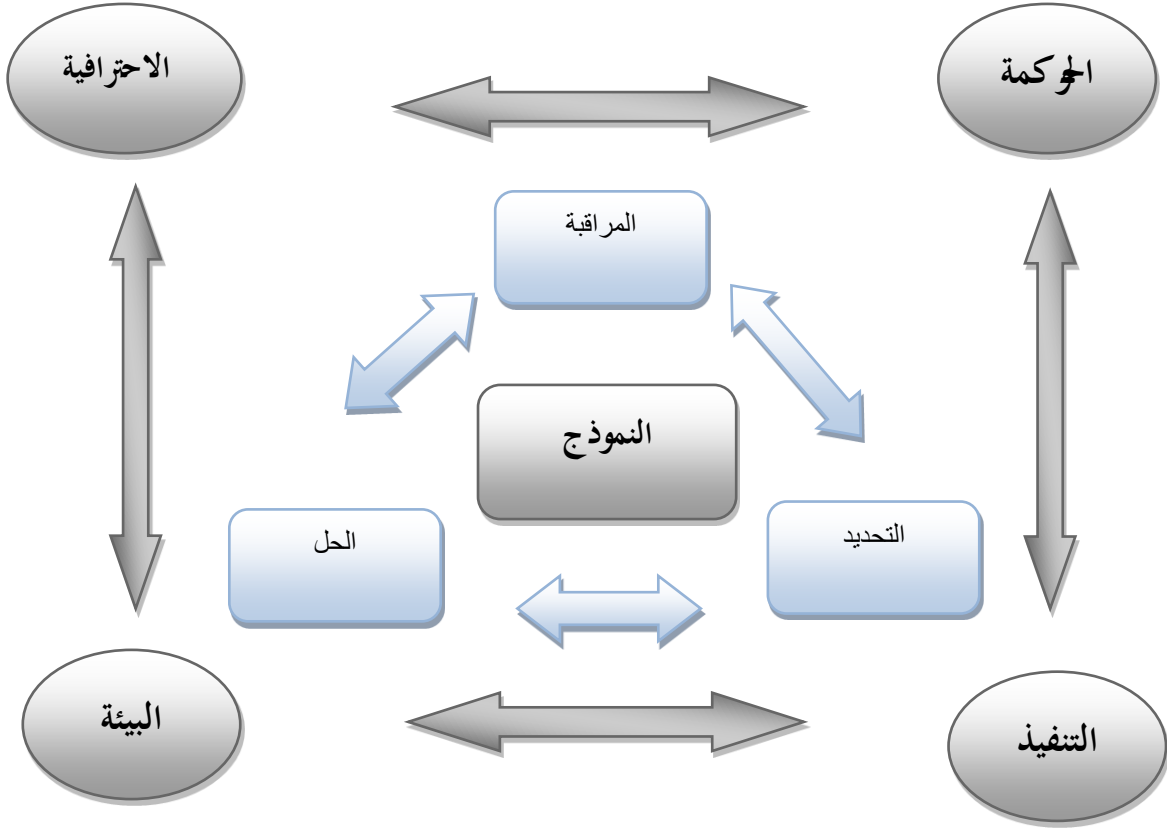 الحوكمة
الاحترافية
المراقبة
النموذج
التحديد
الحل
التنفيذ
البيئة